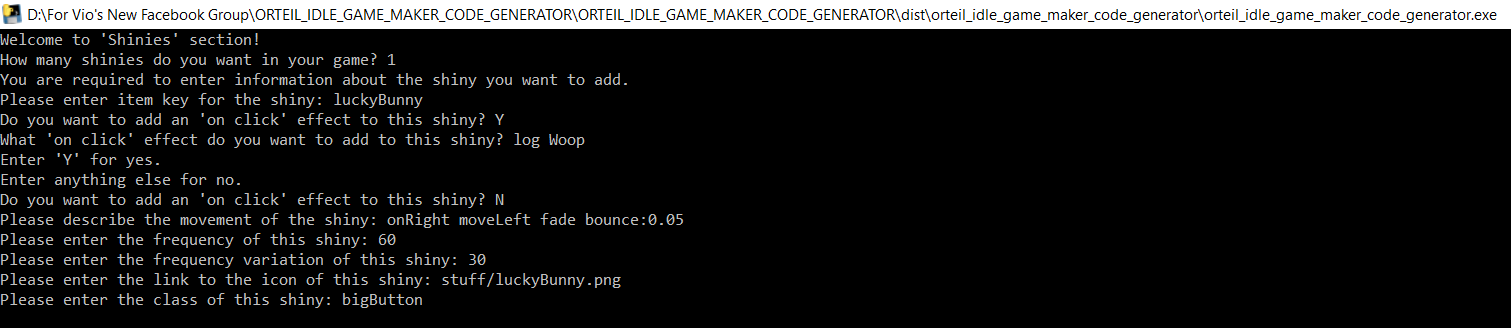 D:\For Vio's New Facebook Group\ORTEIL_IDLE_GAME_MAKER_CODE_GENERATOR\ORTEIL_IDLE_GAME_MAKER_CODE_GENERATOR\dist\orteil_idle_game_maker_code_generator\orteil_idle_game_maker_code_generator.exe
Welcome to 'Shinies' section!
How many shinies do you want in your game? 1
You are required to enter information about the shiny you want to add.
Please enter item key for the shiny: luckyBunny
Do you want to add an 'on click' effect to this shiny? Y
What 'on click' effect do you want to add to this shiny? log Woop
Enter 'Y' for yes.
Enter anything else for no.
Do you want to add an 'on click' effect to this shiny? N
Please describe the movement of the shiny: onRight moveLeft fade bounce:0.05
Please enter the frequency of this shiny: 60
Please enter the frequency variation of this shiny: 30
Please enter the link to the icon of this shiny: stuff/luckyBunny.png
Please enter the class of this shiny: bigButton